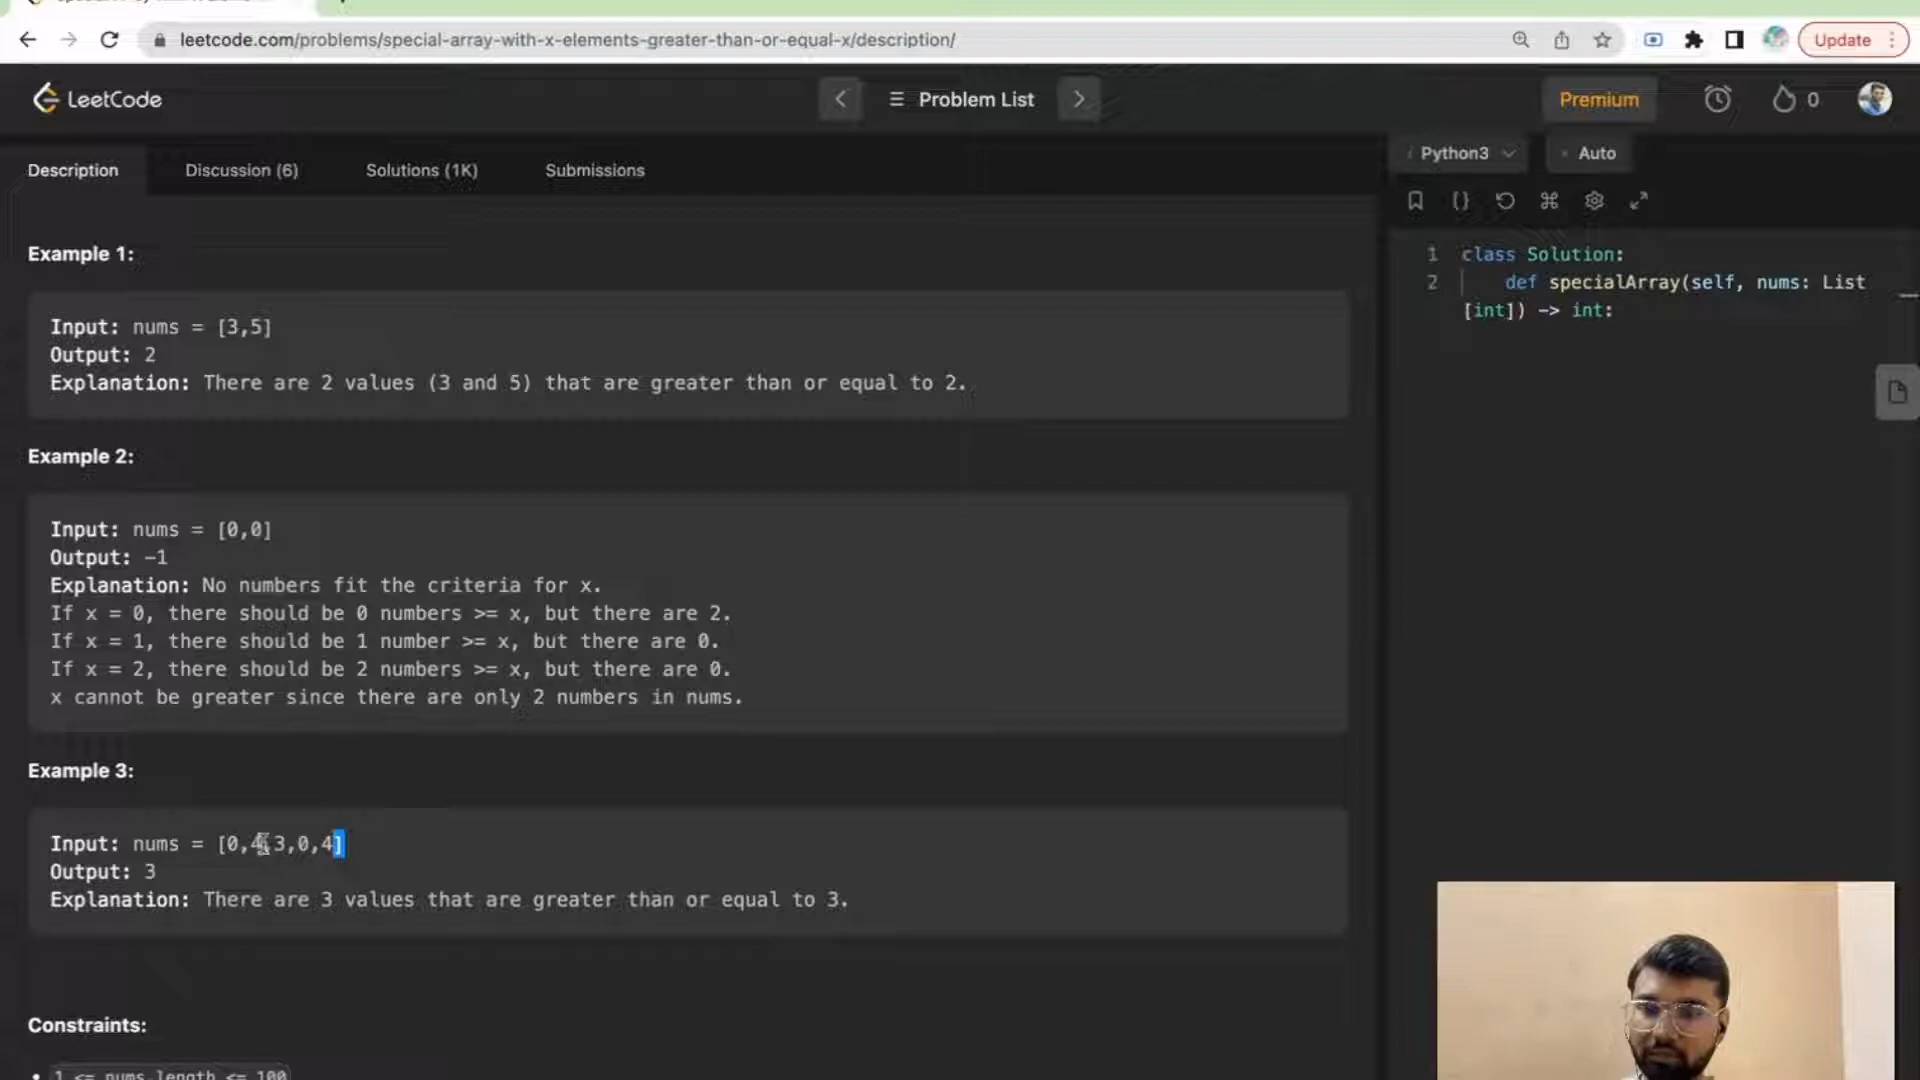 leetcode.com/problems/special-array-with-x-elements-greater-than-or-equal-x/description/
Update
LeetCode
Problem List
Premium
0
Description
Discussion (6)
Solutions (1K)
Submissions
Python3
Auto
Example 1:
Input: nums = [3,5]
Output: 2
Explanation: There are 2 values (3 and 5) that are greater than or equal to 2.
Example 2:
Input: nums = [0,0]
Output: -1
Explanation: No numbers fit the criteria for x.
If x = 0, there should be 0 numbers >= x, but there are 2.
If x = 1, there should be 1 number >= x, but there are 0.
If x = 2, there should be 2 numbers >= x, but there are 0.
x cannot be greater since there are only 2 numbers in nums.
Example 3:
Input: nums = [0,4,3,0,4]
Output: 3
Explanation: There are 3 values that are greater than or equal to 3.
Constraints:
1 <= nums.length <= 100
1 class Solution:
2 def specialArray(self, nums: List
[int]) -> int: